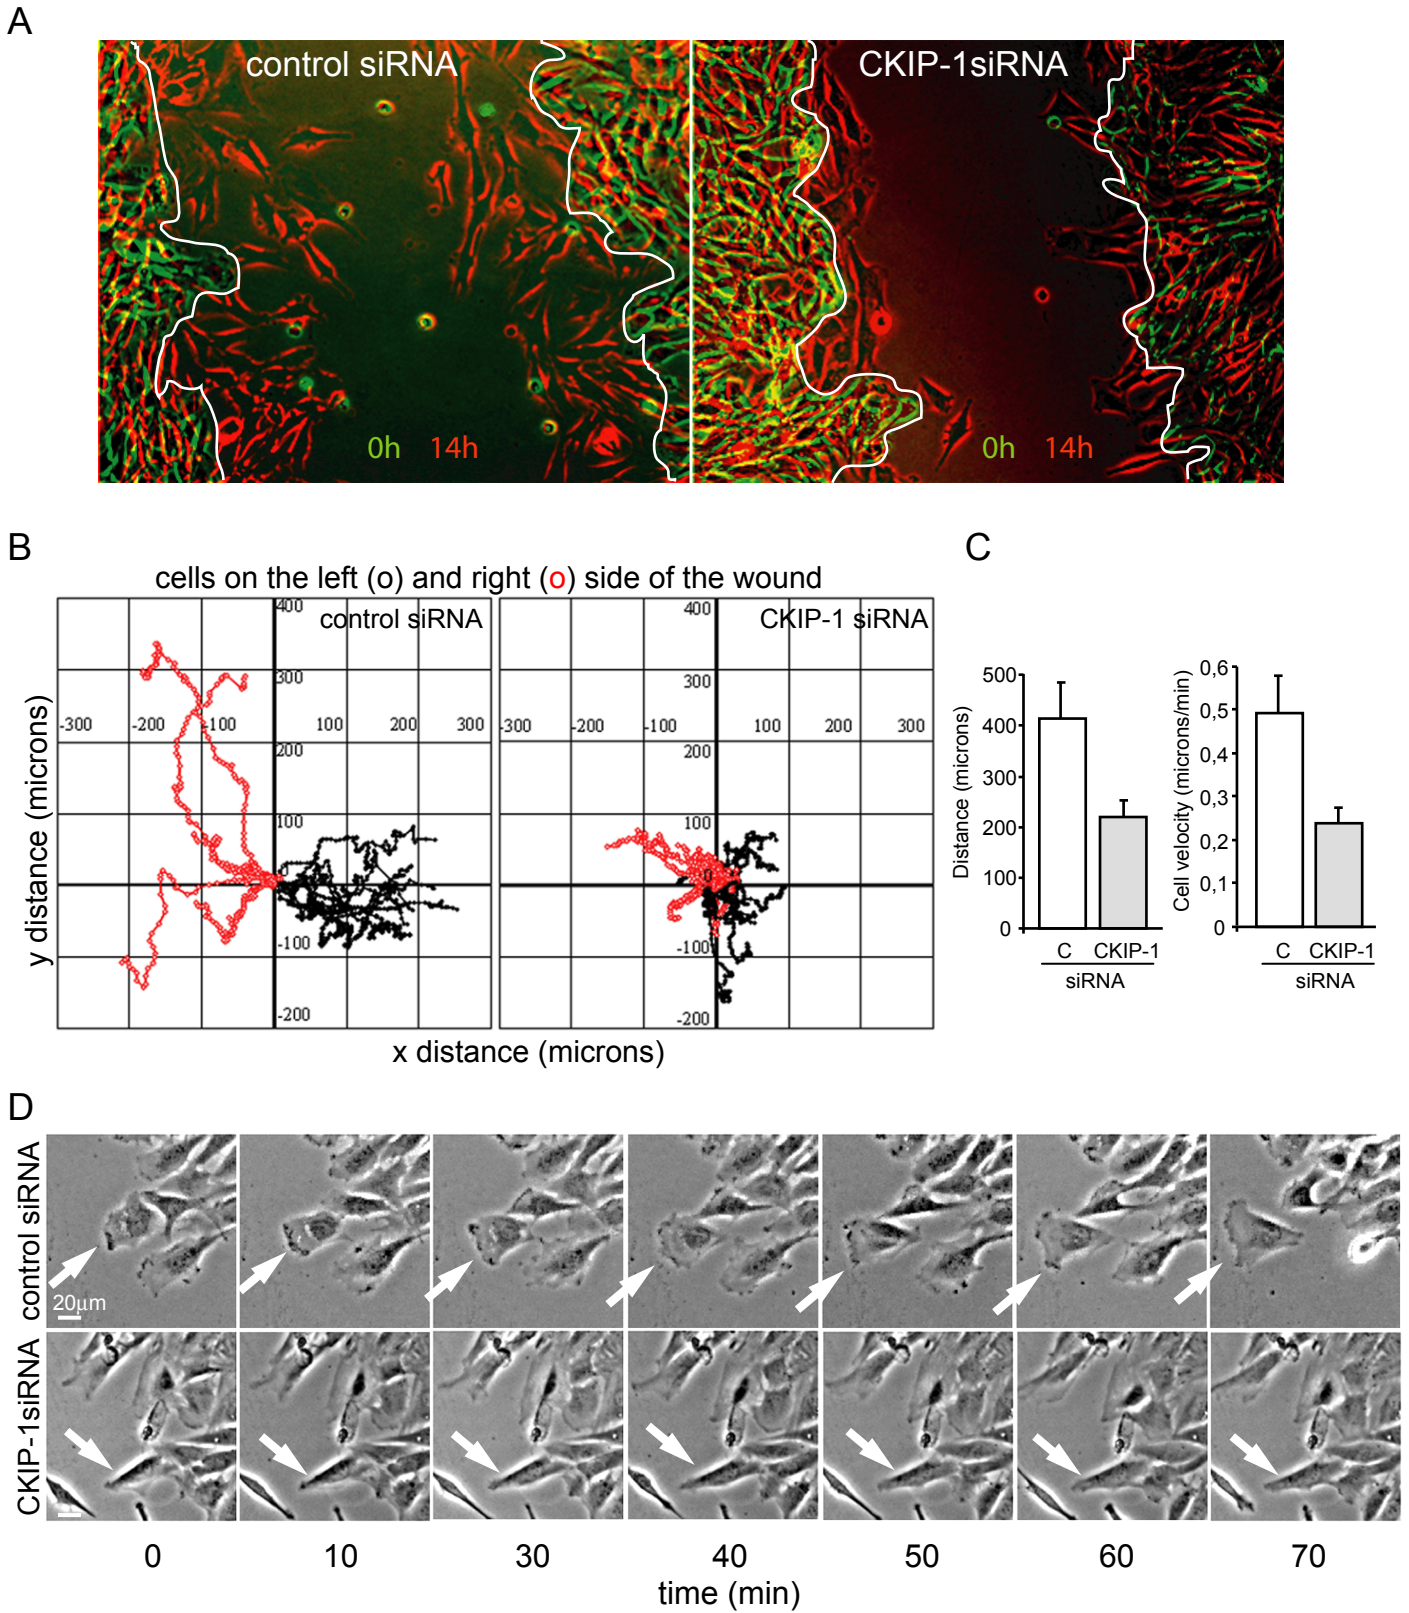 A
control siRNA
CKIP-1siRNA
0h 14h
0h 14h
B
cells on the left (o) and right (o) side of the wound
control siRNA
CKIP-1 siRNA
y distance (microns)
400
300
200
100
0
-100
-200
-300
-200
-100
100
200
300
400
300
200
100
0
-100
-200
-300
-200
-100
100
200
300
x distance (microns)
C
Distance (microns)
500
400
300
200
100
0
C CKIP-1
siRNA
Cell velocity (microns/min)
0,6
0,5
0,4
0,3
0,2
0,1
0
C CKIP-1
siRNA
D
control siRNA
20µm
CKIP-1siRNA
0 10 30 40 50 60 70
time (min)